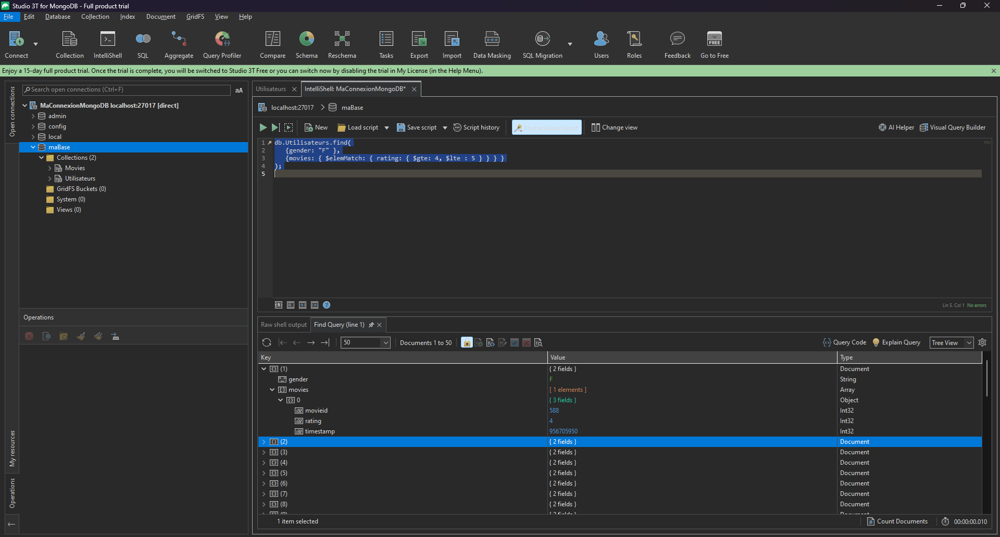 Studio 3T for MongoDB - Full product trial
File Edit Database Collection Index Document GridFS View Help
Connect Collection IntelliShell SQL Aggregate Query Profiler Compare Schema Reschema Tasks Export Import Data Masking SQL Migration Users Roles Feedback FREE Go to Free
Enjoy a 15-day full product trial. Once the trial is complete, you will be switched to Studio 3T Free or you can switch now by disabling the trial in My License (in the Help Menu).
Open connections
Search open connections (Ctrl+F) aA
MaConnexionMongoDB localhost:27017 [direct]
admin
config
local
maBase
Collections (2)
Movies
Utilisateurs
GridFS Buckets (0)
System (0)
Views (0)
Operations
My resources
Operations
Utilisateurs IntelliShell: MaConnexionMongoDB*
localhost:27017 maBase
New Load script Save script Script history Enable Query Assist Change view AI Helper Visual Query Builder
1 db.Utilisateurs.find(
2 {gender: "F" },
3 {movies: { $elemMatch: { rating: { $gte: 4, $lte : 5 } } } }
4 );
5
Lin 5, Col 1 No errors
Raw shell output Find Query (line 1)
50 Documents 1 to 50 Query Code Explain Query Tree View
Key Value Type
(1) { 2 fields } Document
gender F String
movies [ 1 elements ] Array
0 { 3 fields } Object
movieid 588 Int32
rating 4 Int32
timestamp 956705950 Int32
(2) { 2 fields } Document
(3) { 2 fields } Document
(4) { 2 fields } Document
(5) { 2 fields } Document
(6) { 2 fields } Document
(7) { 2 fields } Document
(8) { 2 fields } Document
(9) { 2 fields } Document
1 item selected Count Documents 00:00:00.010